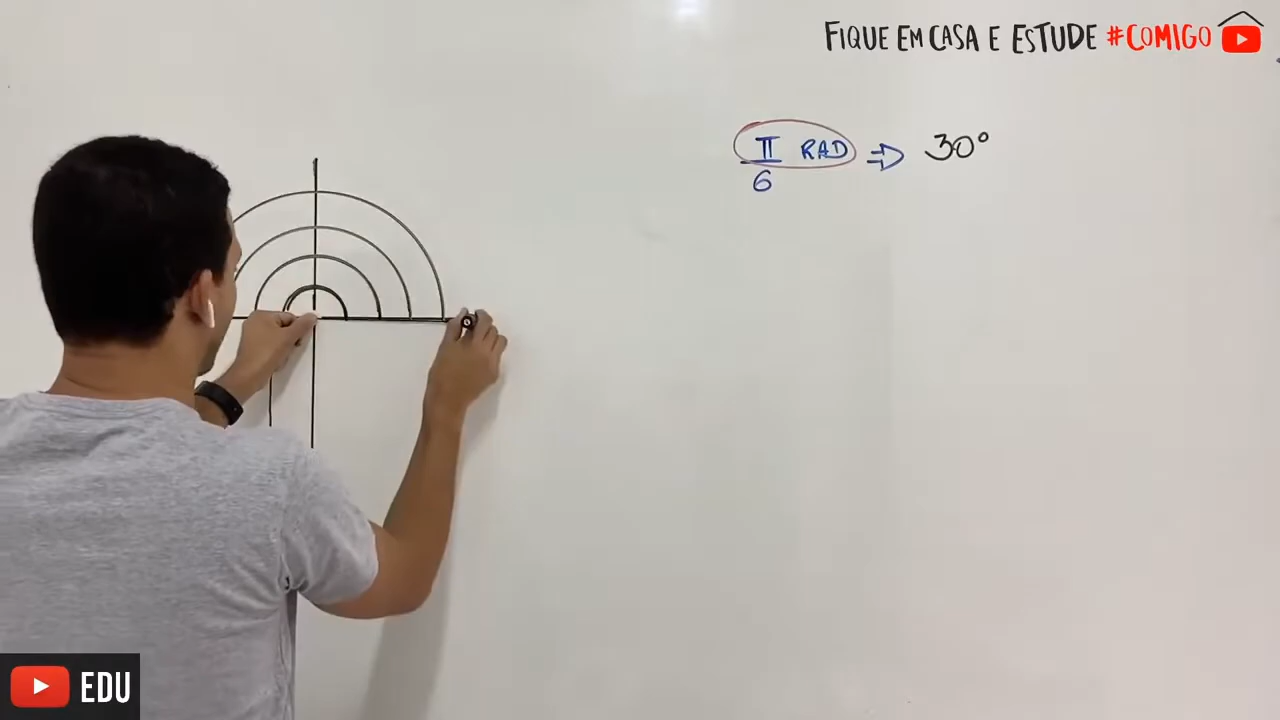 FIQUE EM CASA E ESTUDE #COMIGO
π RAD ⇒ 30°
6
EDU